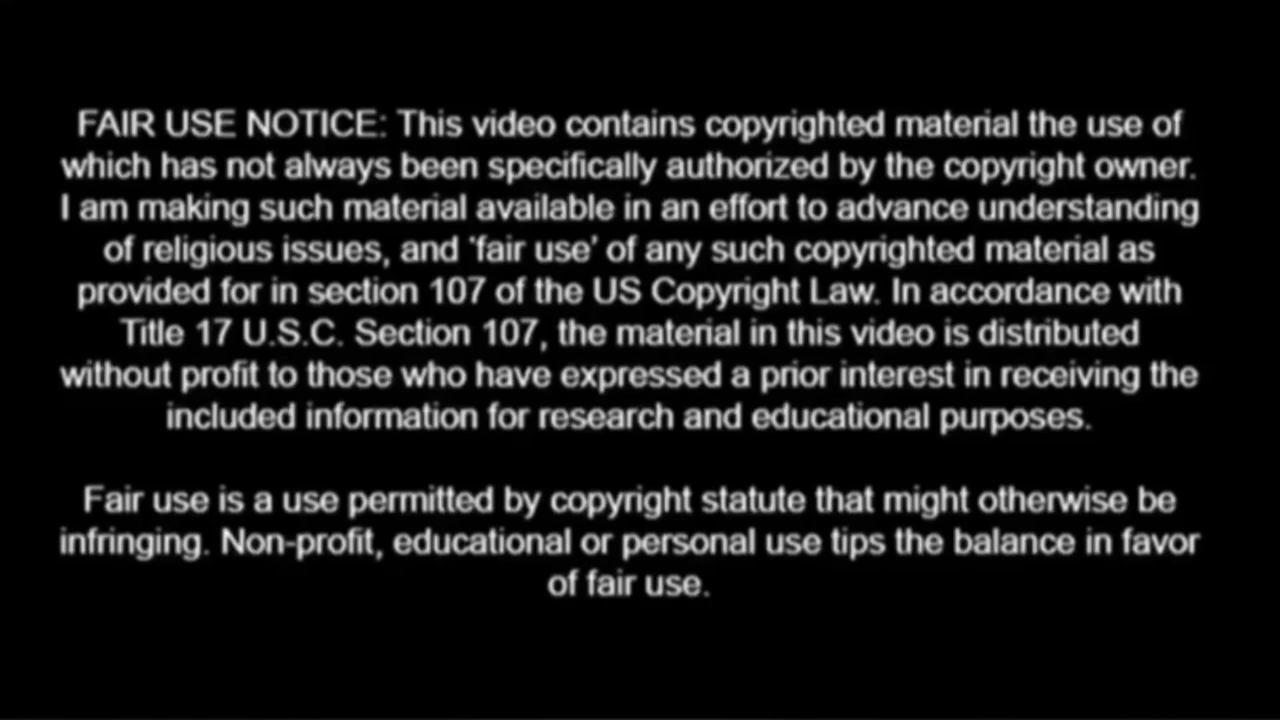 FAIR USE NOTICE: This video contains copyrighted material the use of
which has not always been specifically authorized by the copyright owner.
I am making such material available in an effort to advance understanding
of religious issues, and 'fair use' of any such copyrighted material as
provided for in section 107 of the US Copyright Law. In accordance with
Title 17 U.S.C. Section 107, the material in this video is distributed
without profit to those who have expressed a prior interest in receiving the
included information for research and educational purposes.
Fair use is a use permitted by copyright statute that might otherwise be
infringing. Non-profit, educational or personal use tips the balance in favor
of fair use.